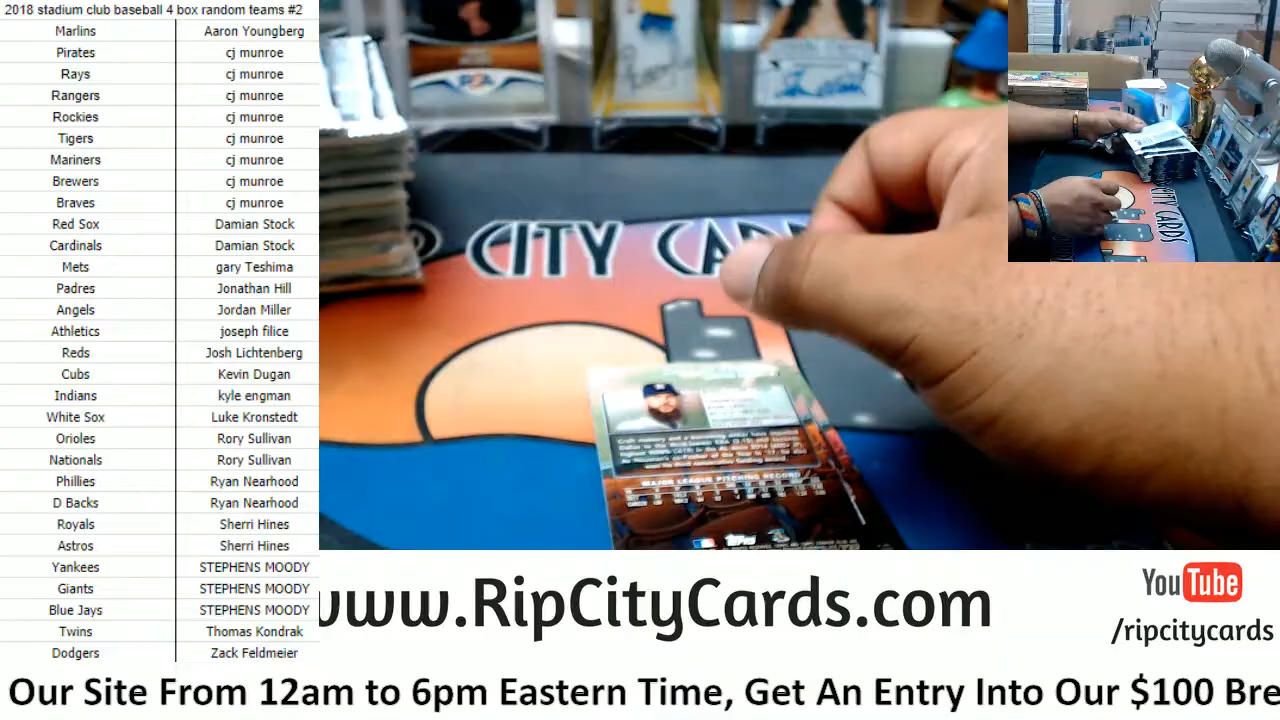 2018 stadium club baseball 4 box random teams #2
Marlins Aaron Youngberg
Pirates cj munroe
Rays cj munroe
Rangers cj munroe
Rockies cj munroe
Tigers cj munroe
Mariners cj munroe
Brewers cj munroe
Braves cj munroe
Red Sox Damian Stock
Cardinals Damian Stock
Mets gary Teshima
Padres Jonathan Hill
Angels Jordan Miller
Athletics joseph filice
Reds Josh Lichtenberg
Cubs Kevin Dugan
Indians kyle engman
White Sox Luke Kronstedt
Orioles Rory Sullivan
Nationals Rory Sullivan
Phillies Ryan Nearhood
D Backs Ryan Nearhood
Royals Sherri Hines
Astros Sherri Hines
Yankees STEPHENS MOODY
Giants STEPHENS MOODY
Blue Jays STEPHENS MOODY
Twins Thomas Kondrak
Dodgers Zack Feldmeier
P CITY CA
CITY CARDS
MAJOR LEAGUE PITCHING RECORD
TOPPS
www.RipCityCards.com
YouTube
/ripcitycards
Our Site From 12am to 6pm Eastern Time, Get An Entry Into Our $100 Bre